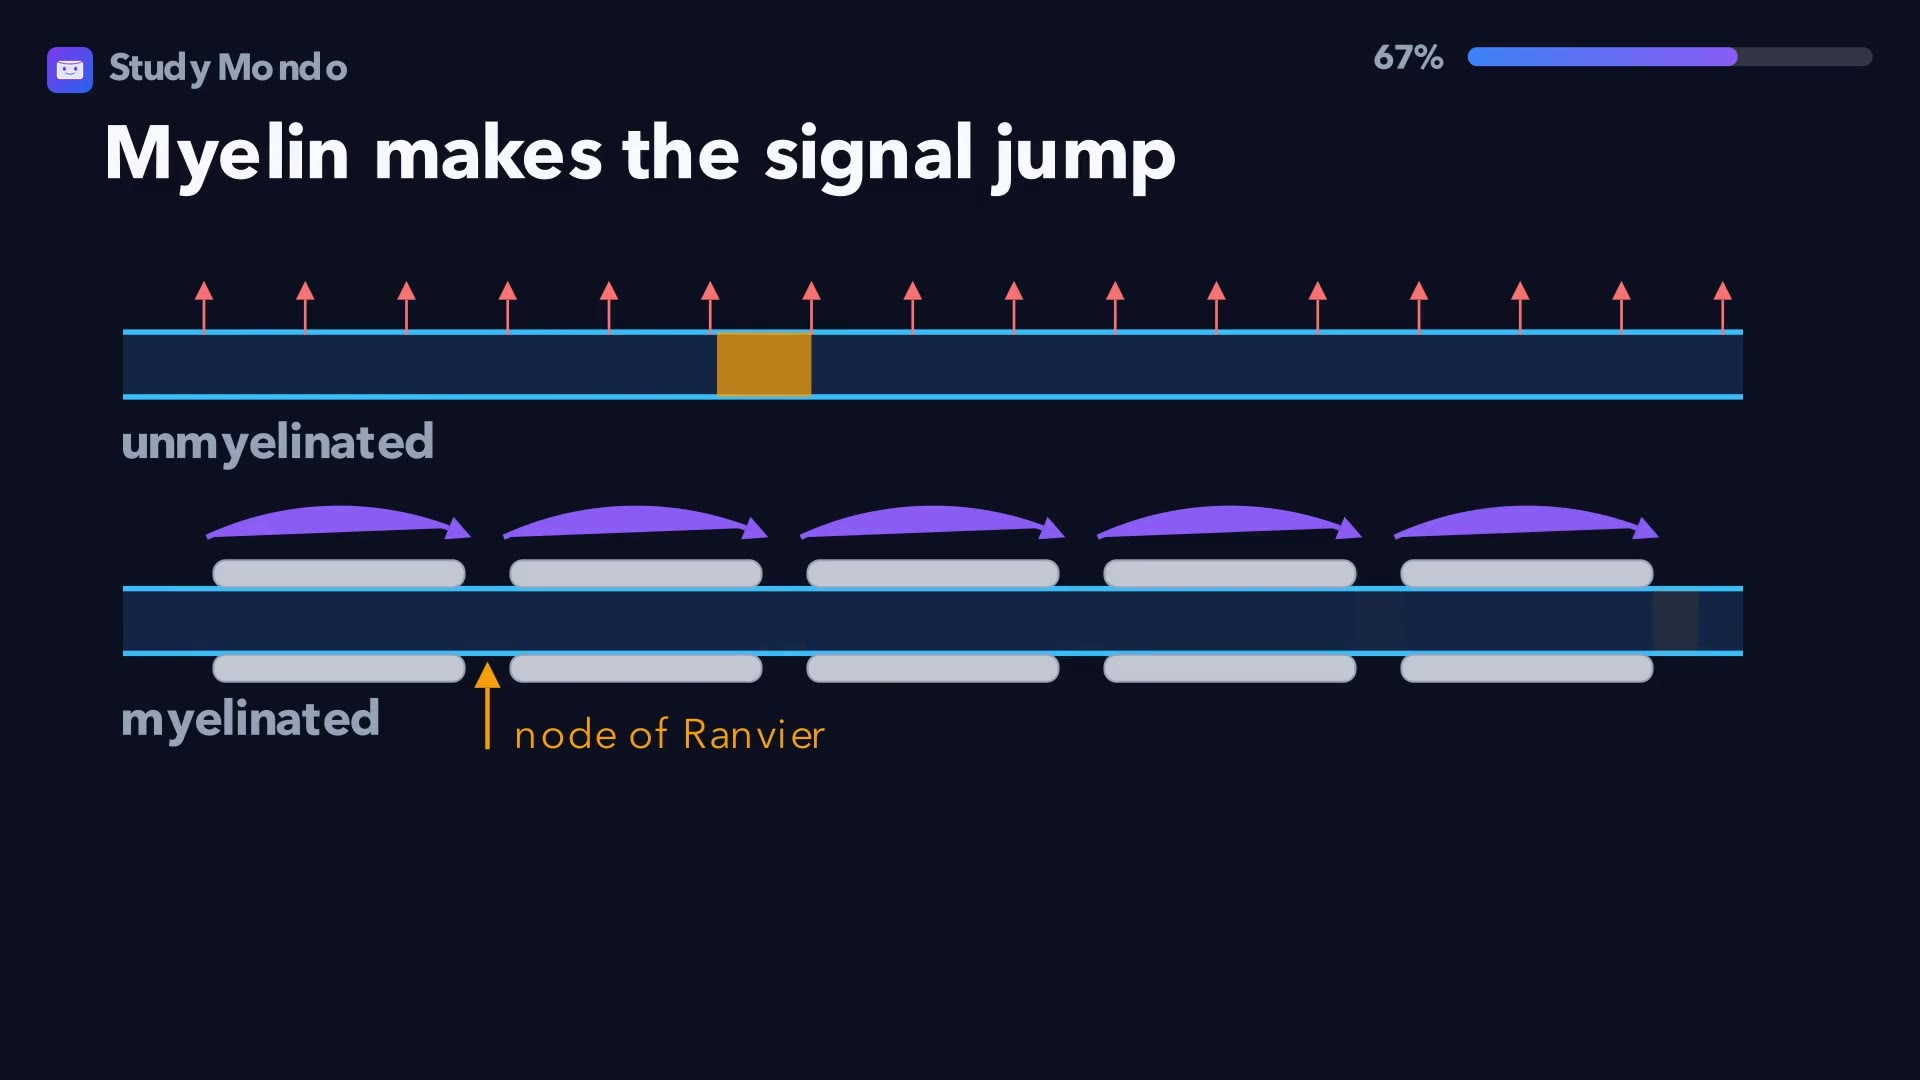 Study Mondo
67%
Myelin makes the signal jump
unmyelinated
myelinated
node of Ranvier